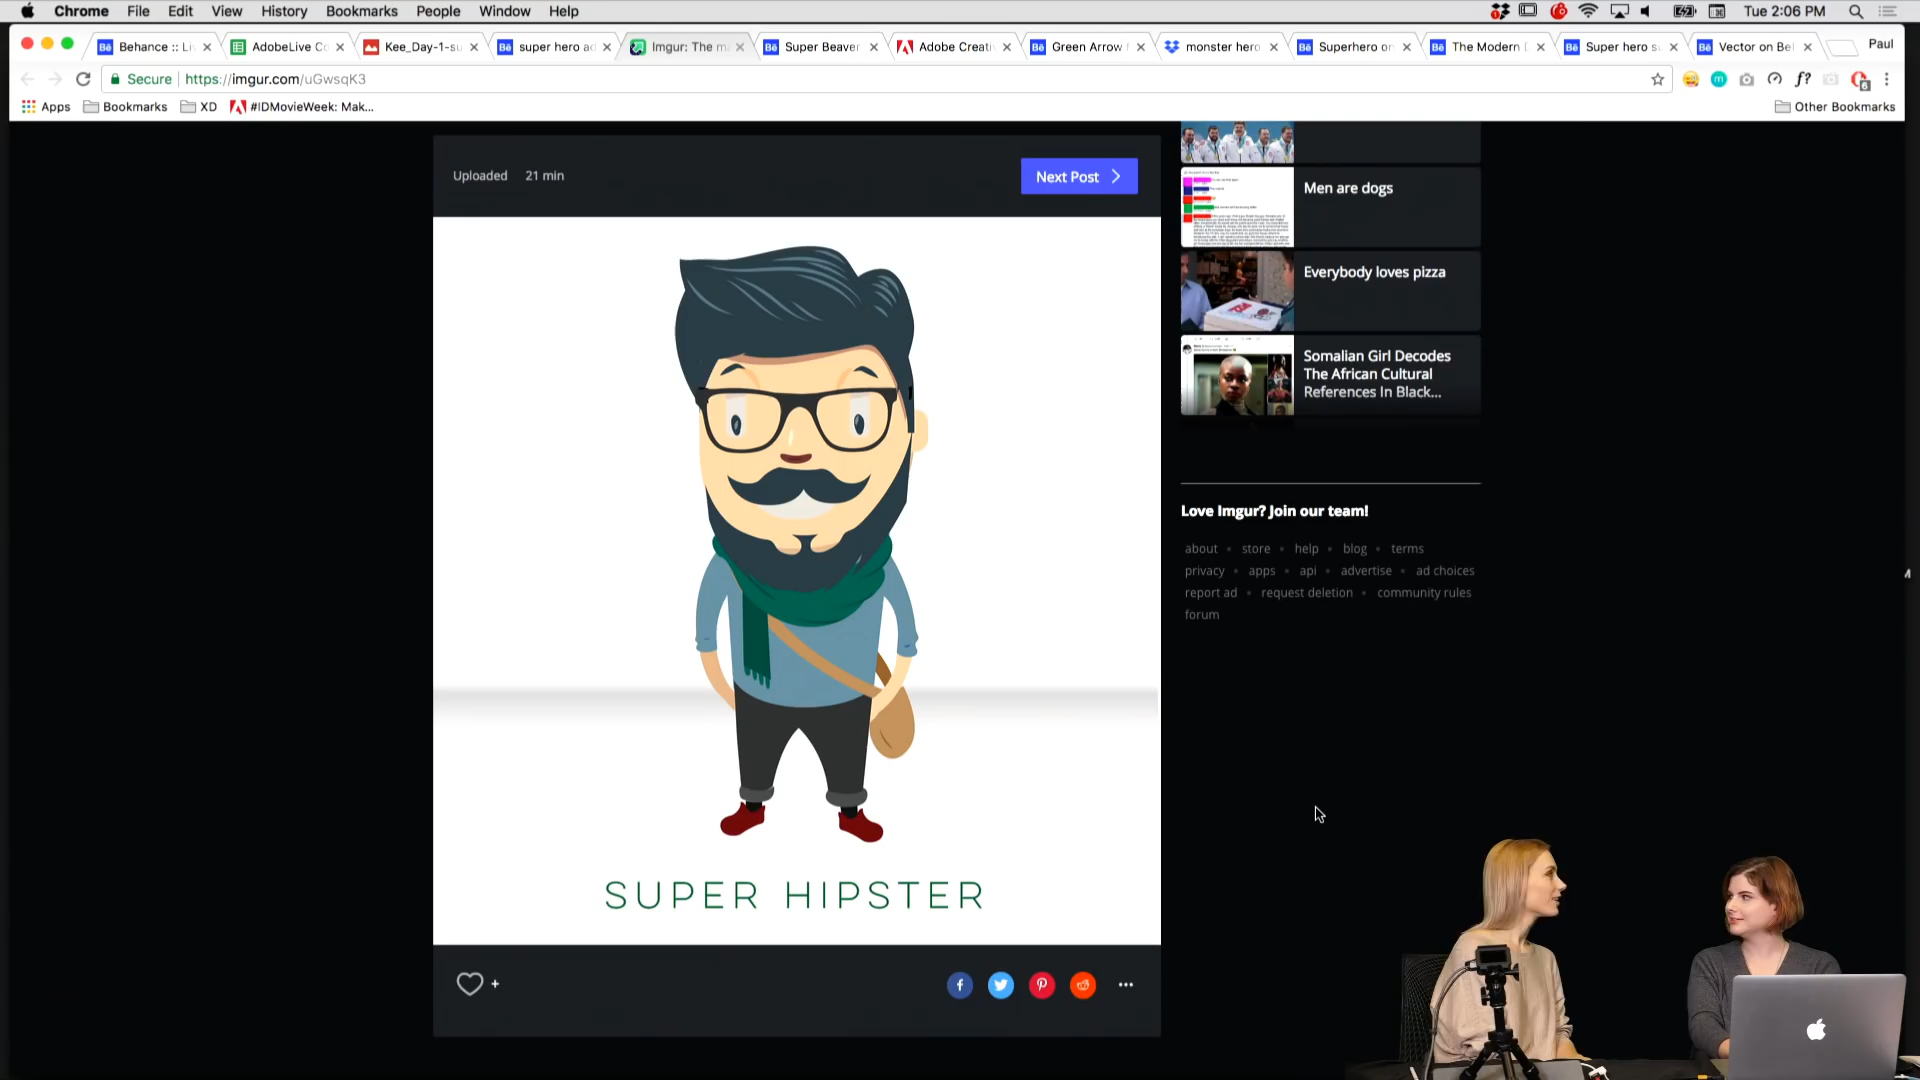 Chrome File Edit View History Bookmarks People Window Help
Tue 2:06 PM
Behance :: Li
AdobeLive Co
Kee_Day-1-su
super hero ad
Imgur: The m
Super Beaver
Adobe Creati
Green Arrow
monster hero
Superhero on
The Modern
Super hero s
Vector on Be
Paul
Secure https://imgur.com/uGwsqK3
Apps Bookmarks XD #IDMovieWeek: Mak...
Other Bookmarks
Uploaded 21 min
Next Post
SUPER HIPSTER
Men are dogs
Everybody loves pizza
Somalian Girl Decodes
The African Cultural
References In Black...
Love Imgur? Join our team!
about • store • help • blog • terms
privacy • apps • api • advertise • ad choices
report ad • request deletion • community rules
forum